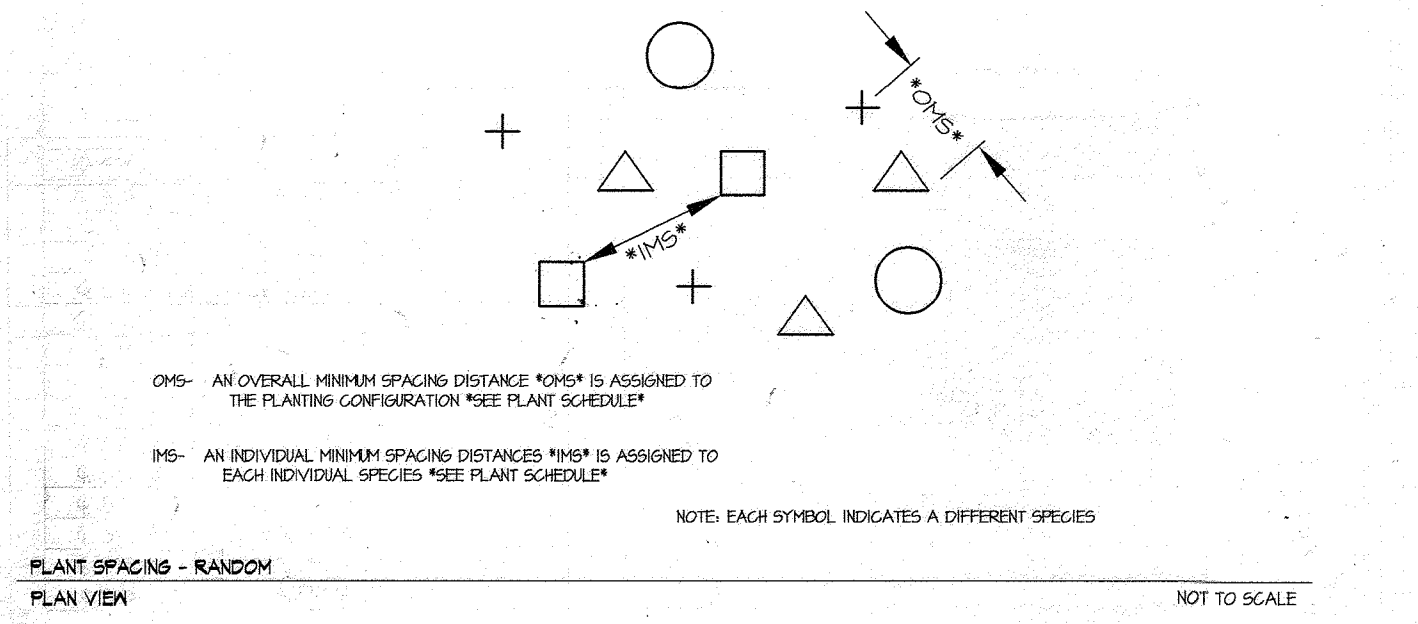 *OMS*
*IMS*
OMS- AN OVERALL MINIMUM SPACING DISTANCE *OMS* IS ASSIGNED TO
THE PLANTING CONFIGURATION *SEE PLANT SCHEDULE*
IMS- AN INDIVIDUAL MINIMUM SPACING DISTANCES *IMS* IS ASSIGNED TO
EACH INDIVIDUAL SPECIES *SEE PLANT SCHEDULE*
NOTE: EACH SYMBOL INDICATES A DIFFERENT SPECIES
PLANT SPACING - RANDOM
PLAN VIEW
NOT TO SCALE